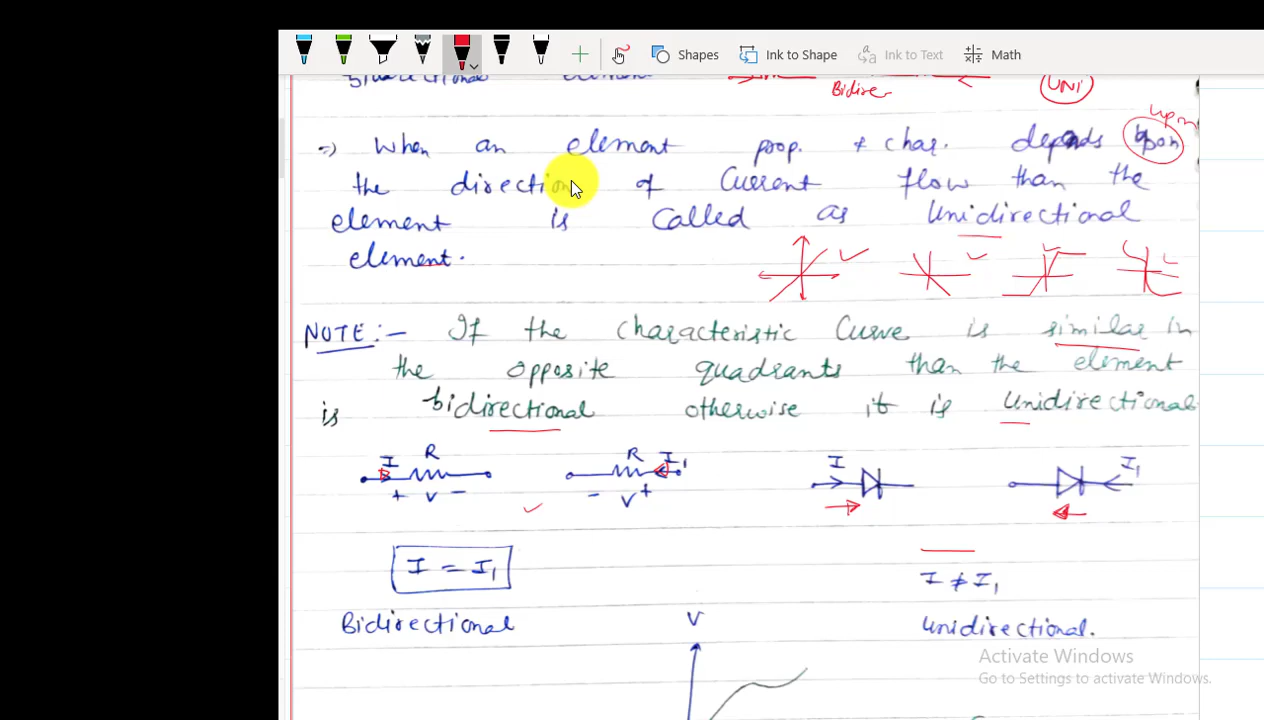 Shapes Ink to Shape Ink to Text Math
Bidirectional element Bidire UNI
upon
=> When an element prop. & char. depends upon
the direction of Current flow than the
element is Called as Unidirectional
element.
NOTE:- If the characteristic Curve is similar in
the opposite quadrants than the element
is bidirectional otherwise it is Unidirectional
I R R I1 I I1
+ V - - V +
I = I1 I ≠ I1
Bidirectional V Unidirectional.
Activate Windows
Go to Settings to activate Windows.